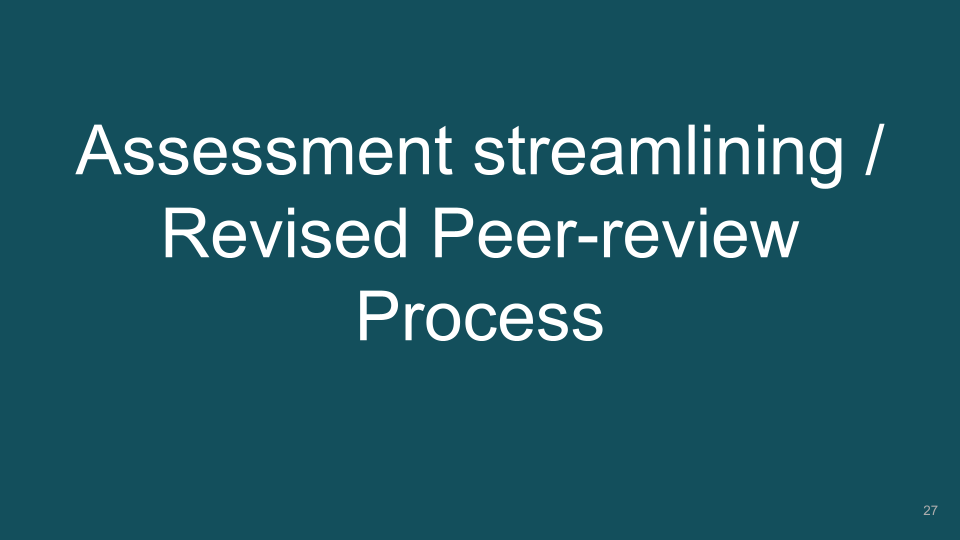 Assessment streamlining /
Revised Peer-review
Process
27